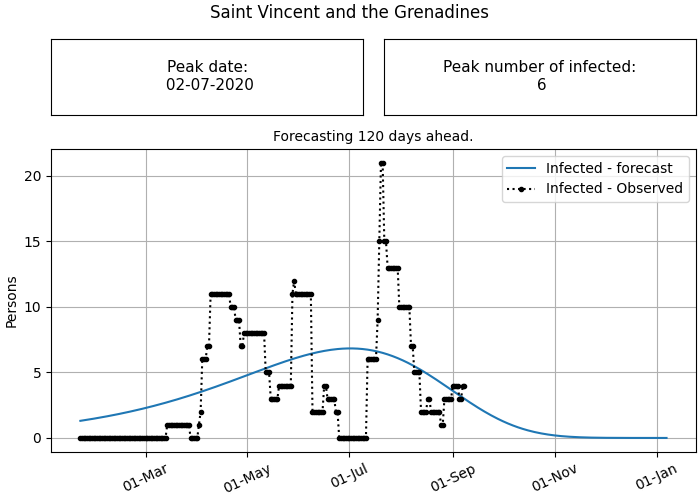 Saint Vincent and the Grenadines
Peak date:
02-07-2020
Peak number of infected:
6
Forecasting 120 days ahead.
Infected - forecast
Infected - Observed
Persons
20
15
10
5
0
01-Mar
01-May
01-Jul
01-Sep
01-Nov
01-Jan